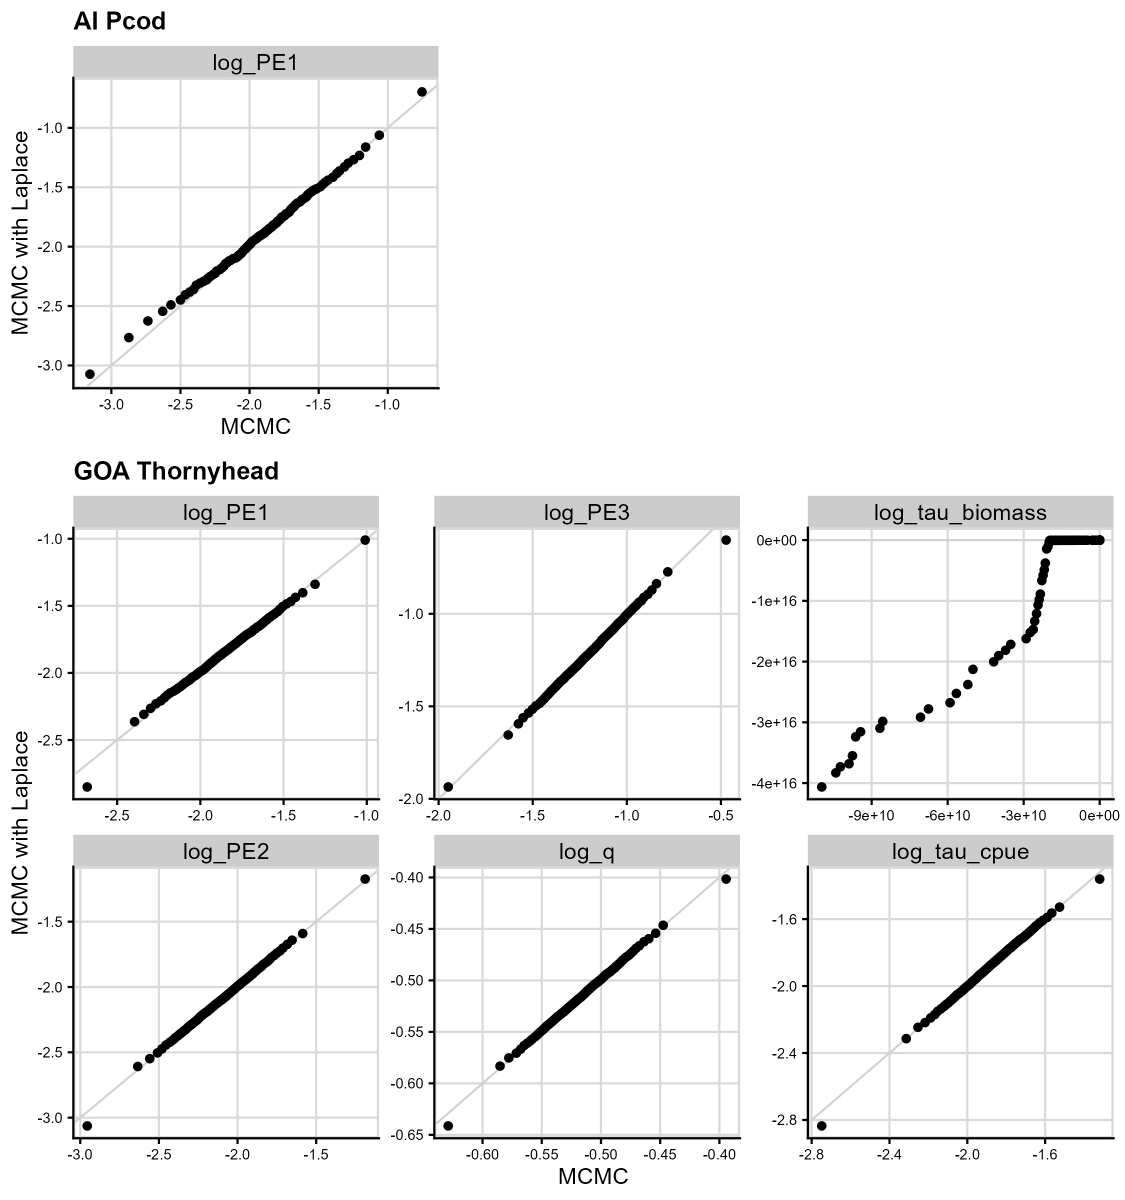 AI Pcod
log_PE1
MCMC with Laplace
-1.0
-1.5
-2.0
-2.5
-3.0
-3.0 -2.5 -2.0 -1.5 -1.0
MCMC
GOA Thornyhead
log_PE1 log_PE3 log_tau_biomass
-1.0
-1.5
-2.0
-2.5
-2.5 -2.0 -1.5 -1.0
-1.0
-1.5
-2.0
-2.0 -1.5 -1.0 -0.5
0e+00
-1e+16
-2e+16
-3e+16
-4e+16
-9e+10 -6e+10 -3e+10 0e+00
MCMC with Laplace
log_PE2 log_q log_tau_cpue
-1.5
-2.0
-2.5
-3.0
-3.0 -2.5 -2.0 -1.5
-0.40
-0.45
-0.50
-0.55
-0.60
-0.65
-0.60 -0.55 -0.50 -0.45 -0.40
-1.6
-2.0
-2.4
-2.8
-2.8 -2.4 -2.0 -1.6
MCMC